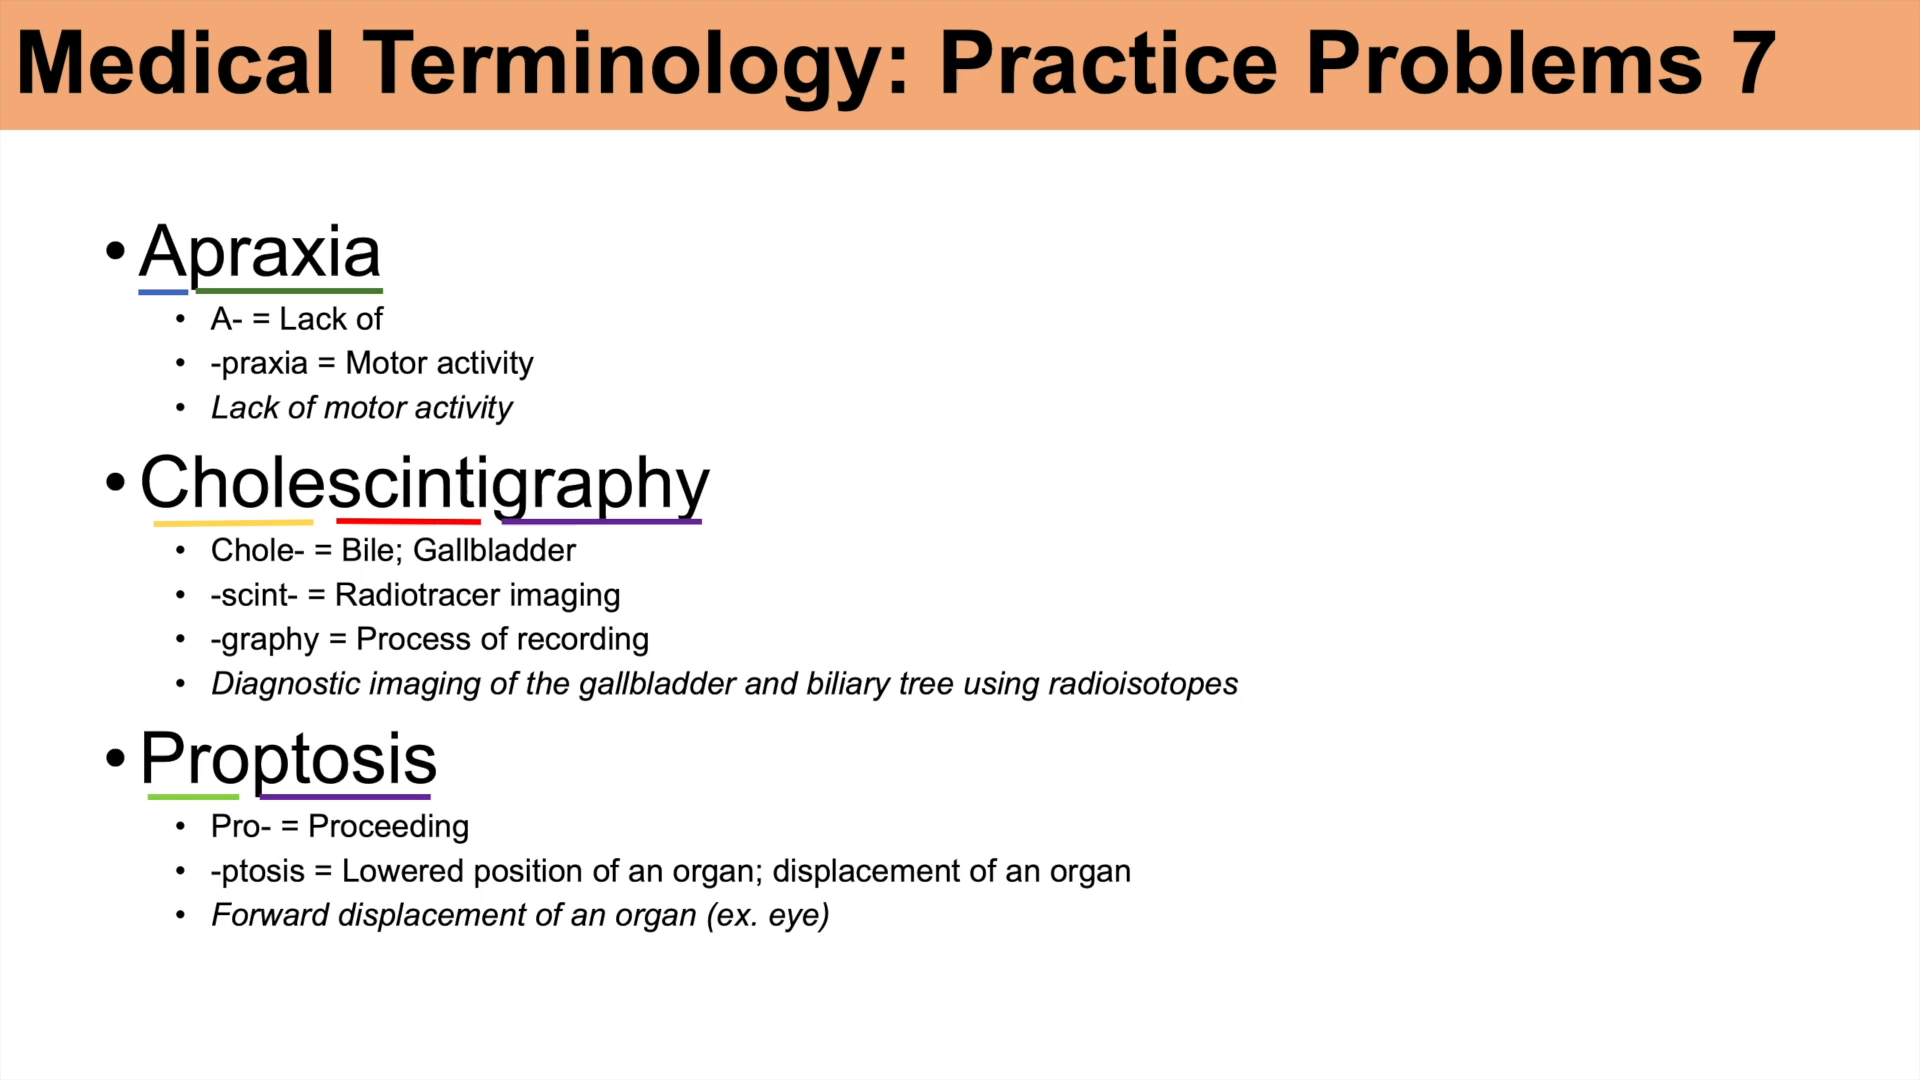 Medical Terminology: Practice Problems 7
• Apraxia
• A- = Lack of
• -praxia = Motor activity
• Lack of motor activity
• Cholescintigraphy
• Chole- = Bile; Gallbladder
• -scint- = Radiotracer imaging
• -graphy = Process of recording
• Diagnostic imaging of the gallbladder and biliary tree using radioisotopes
• Proptosis
• Pro- = Proceeding
• -ptosis = Lowered position of an organ; displacement of an organ
• Forward displacement of an organ (ex. eye)